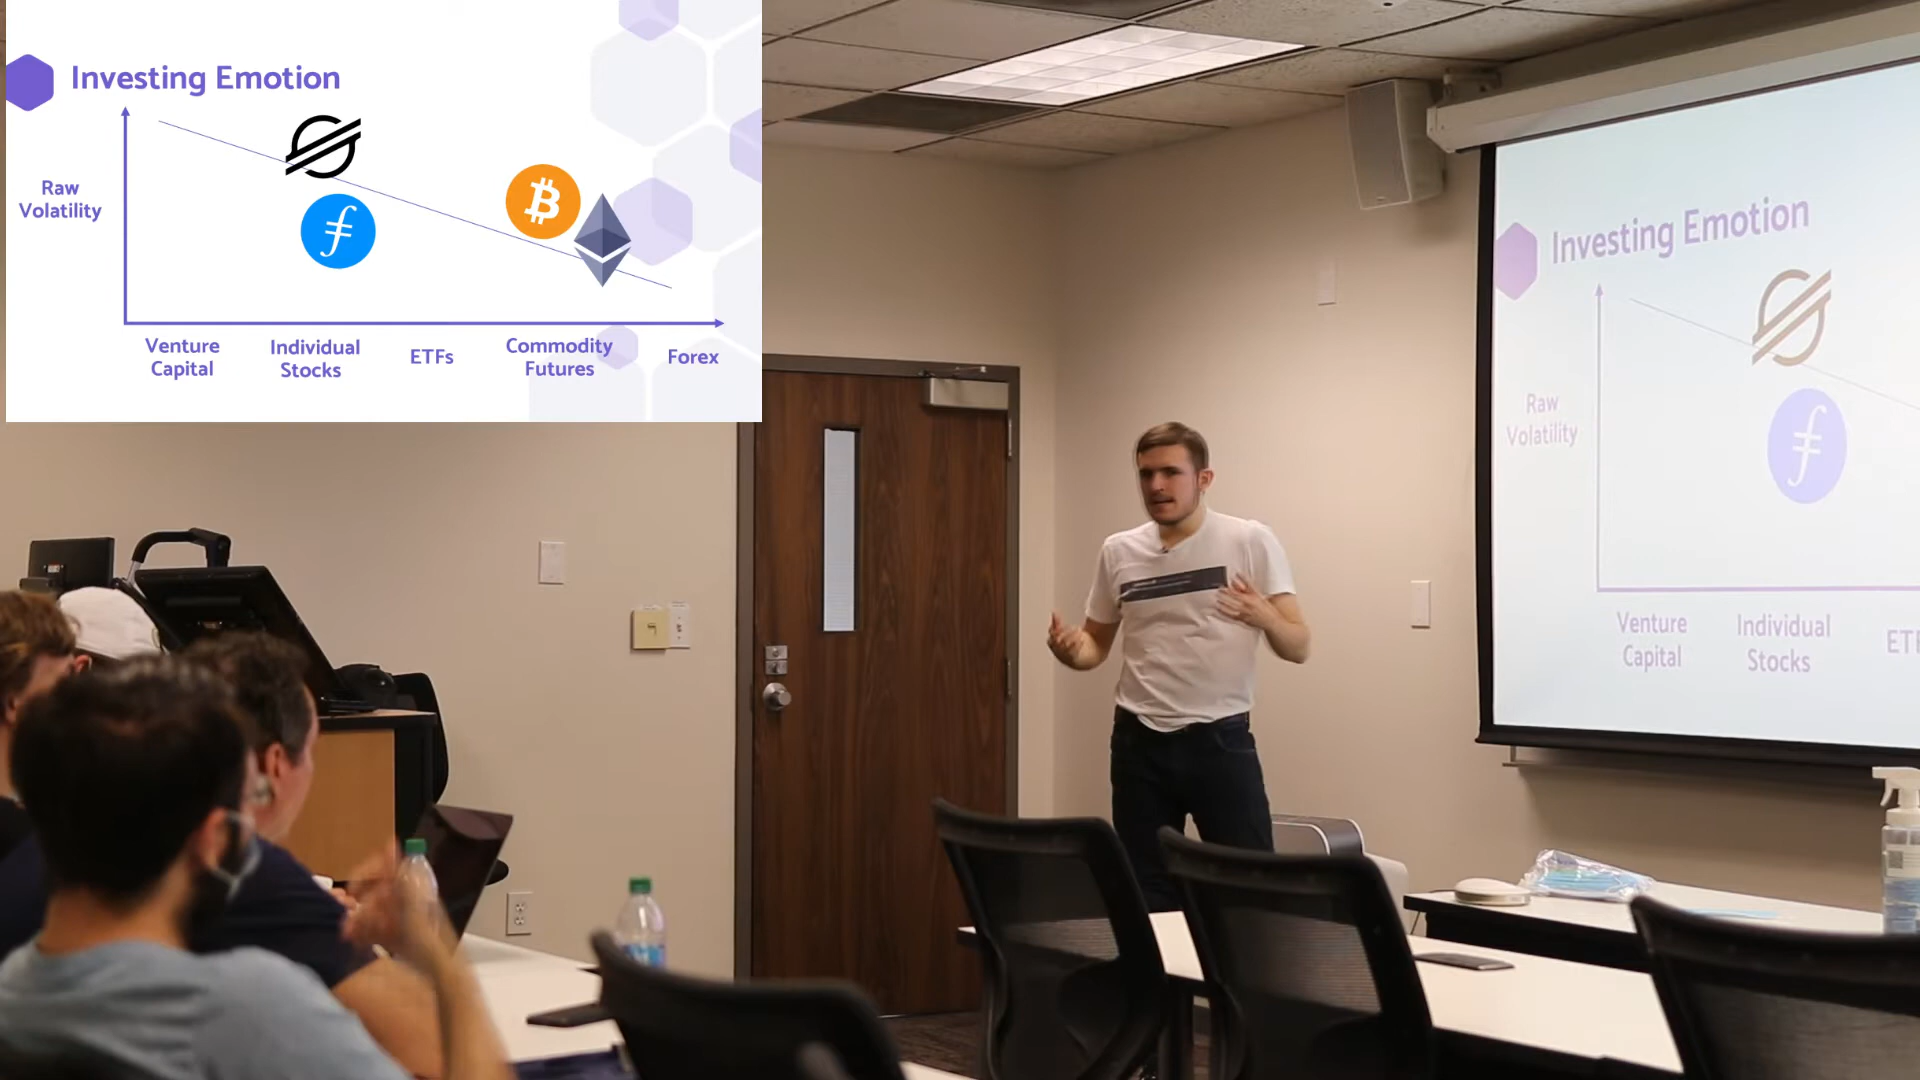 Investing Emotion
Raw
Volatility
Venture
Capital
Individual
Stocks
ETFs
Commodity
Futures
Forex
Investing Emotion
Raw
Volatility
Venture
Capital
Individual
Stocks